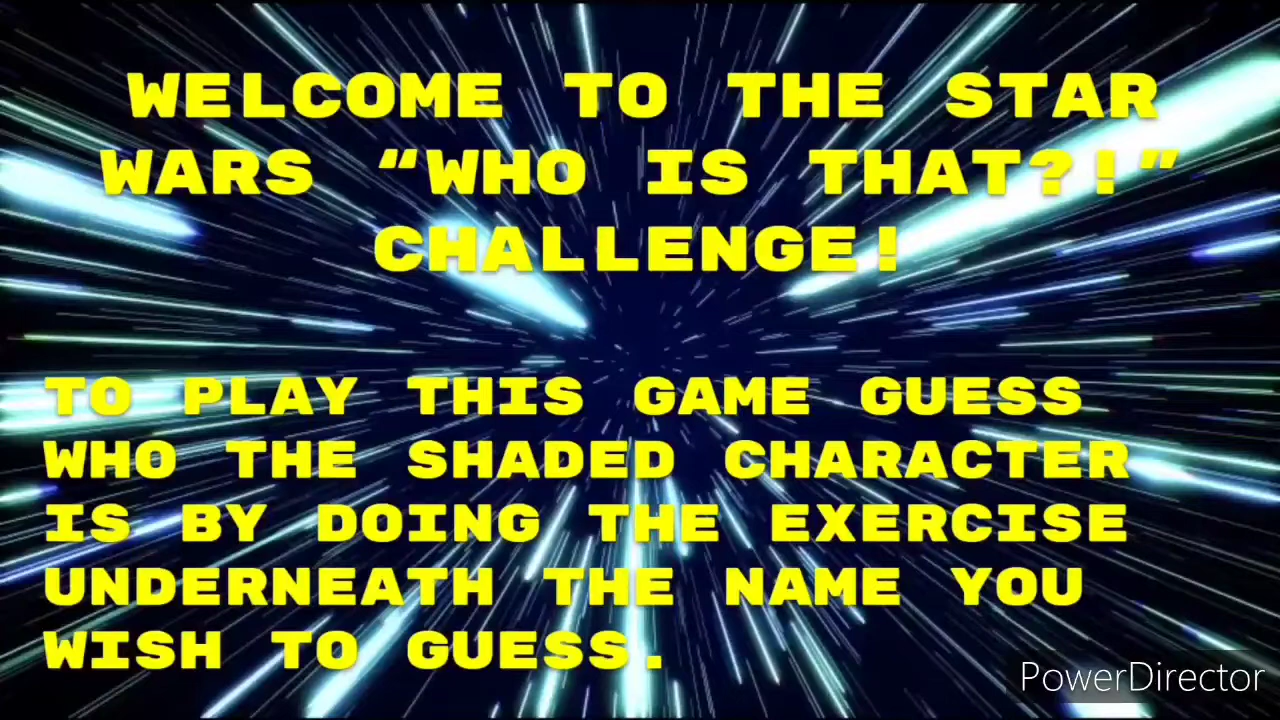 WELCOME TO THE STAR
WARS “WHO IS THAT?!”
CHALLENGE!
TO PLAY THIS GAME GUESS
WHO THE SHADED CHARACTER
IS BY DOING THE EXERCISE
UNDERNEATH THE NAME YOU
WISH TO GUESS.
PowerDirector